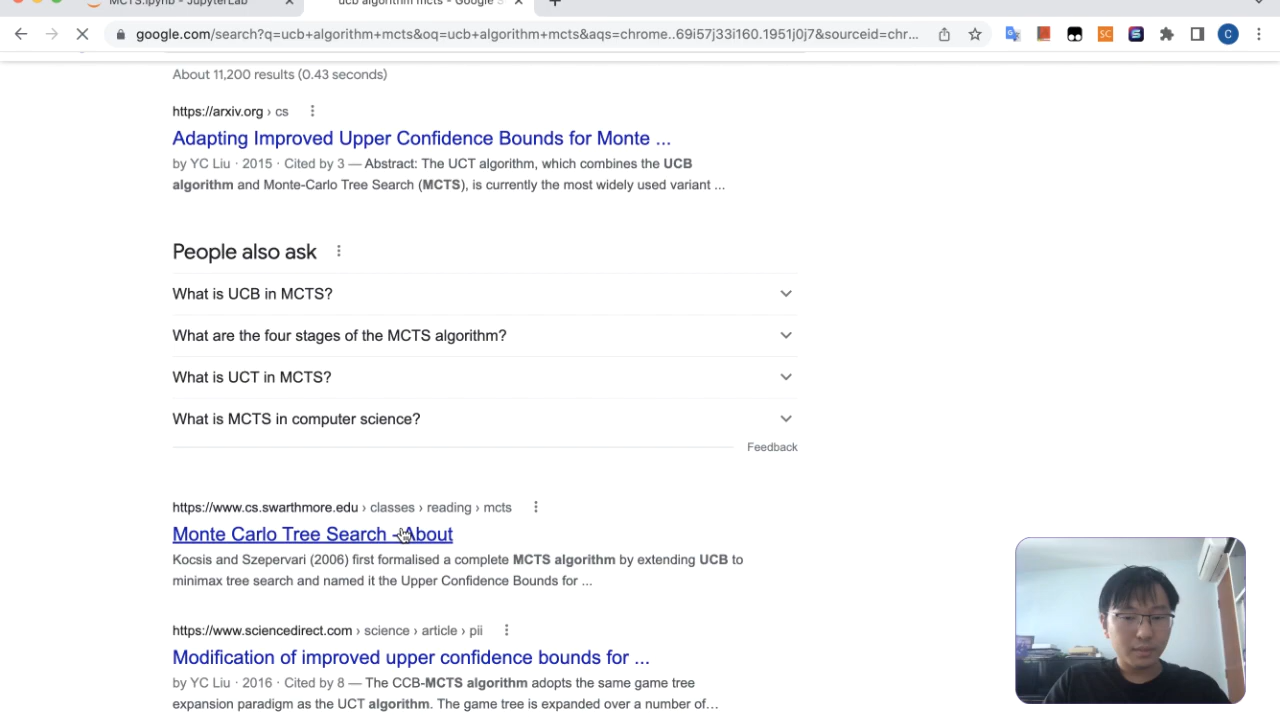 MCTS.ipynb - JupyterLab
ucb algorithm mcts - Google S
google.com/search?q=ucb+algorithm+mcts&oq=ucb+algorithm+mcts&aqs=chrome..69i57j33i160.1951j0j7&sourceid=chr...
SC
C
About 11,200 results (0.43 seconds)
https://arxiv.org › cs
Adapting Improved Upper Confidence Bounds for Monte ...
by YC Liu · 2015 · Cited by 3 — Abstract: The UCT algorithm, which combines the UCB
algorithm and Monte-Carlo Tree Search (MCTS), is currently the most widely used variant ...
People also ask
What is UCB in MCTS?
What are the four stages of the MCTS algorithm?
What is UCT in MCTS?
What is MCTS in computer science?
Feedback
https://www.cs.swarthmore.edu › classes › reading › mcts
Monte Carlo Tree Search - About
Kocsis and Szepervari (2006) first formalised a complete MCTS algorithm by extending UCB to
minimax tree search and named it the Upper Confidence Bounds for ...
https://www.sciencedirect.com › science › article › pii
Modification of improved upper confidence bounds for ...
by YC Liu · 2016 · Cited by 8 — The CCB-MCTS algorithm adopts the same game tree
expansion paradigm as the UCT algorithm. The game tree is expanded over a number of...